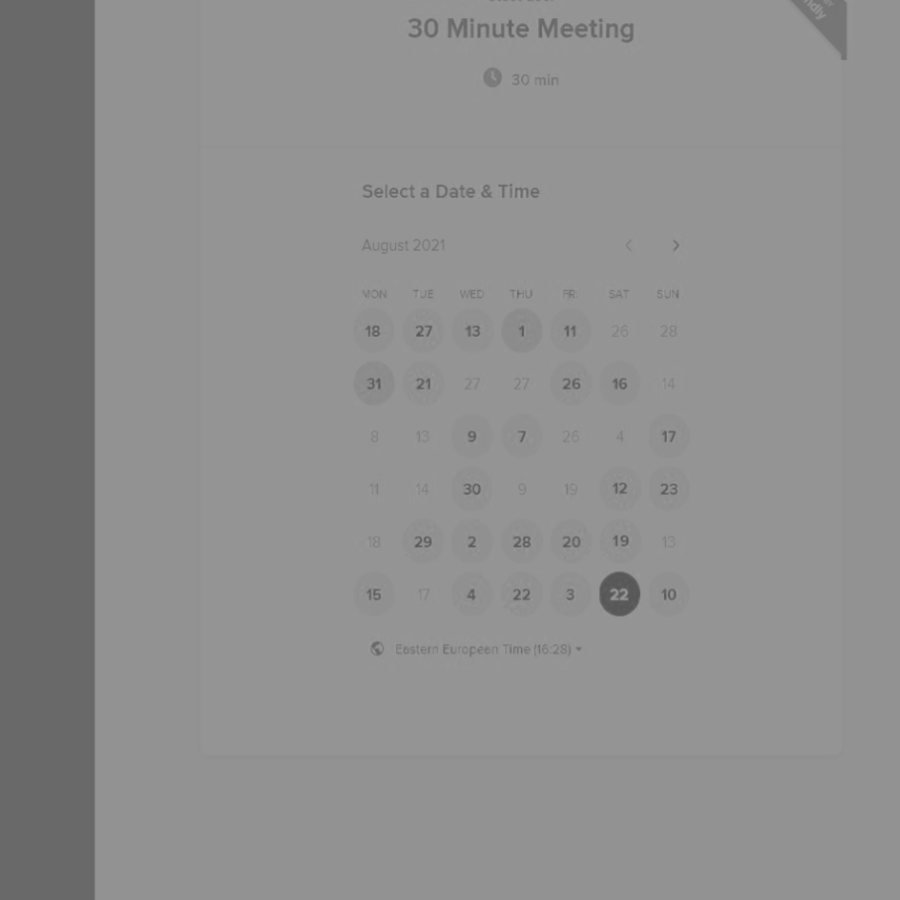 30 Minute Meeting
30 min
Select a Date & Time
August 2021
MON TUE WED THU FRI SAT SUN
18 27 13 1 11 26 28
31 21 27 27 26 16 14
8 13 9 7 26 4 17
11 14 30 9 19 12 23
18 29 2 28 20 19 13
15 17 4 22 3 22 10
Eastern European Time (16:28)